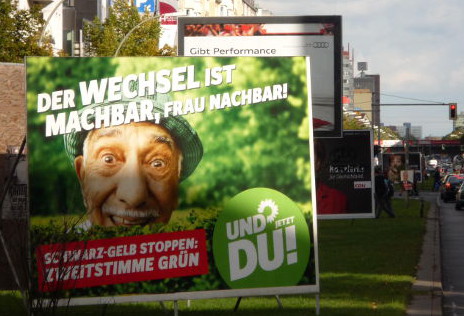 DER WECHSEL IST
MACHBAR, FRAU NACHBAR!
SCHWARZ-GELB STOPPEN:
ZWEITSTIMME GRÜN
UND JETZT
DU!
Gibt Performance